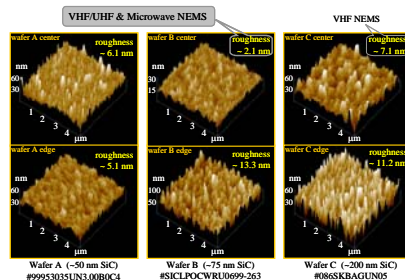 VHF/UHF & Microwave NEMS
VHF NEMS
wafer A center
roughness
~ 6.1 nm
nm
60
30
1
2
3
4
μm
wafer B center
roughness
~ 2.1 nm
nm
30
15
1
2
3
4
μm
wafer C center
roughness
~ 7.1 nm
nm
60
30
1
2
3
4
μm
wafer A edge
roughness
~ 5.1 nm
nm
60
30
1
2
3
4
μm
wafer B edge
roughness
~ 13.3 nm
nm
100
50
1
2
3
4
μm
wafer C edge
roughness
~ 11.2 nm
nm
60
30
1
2
3
4
μm
Wafer A (~50 nm SiC)
#99953035UN3.00B0C4
Wafer B (~75 nm SiC)
#SICLPOCWRU0699-263
Wafer C (~200 nm SiC)
#086SKBAGUN05